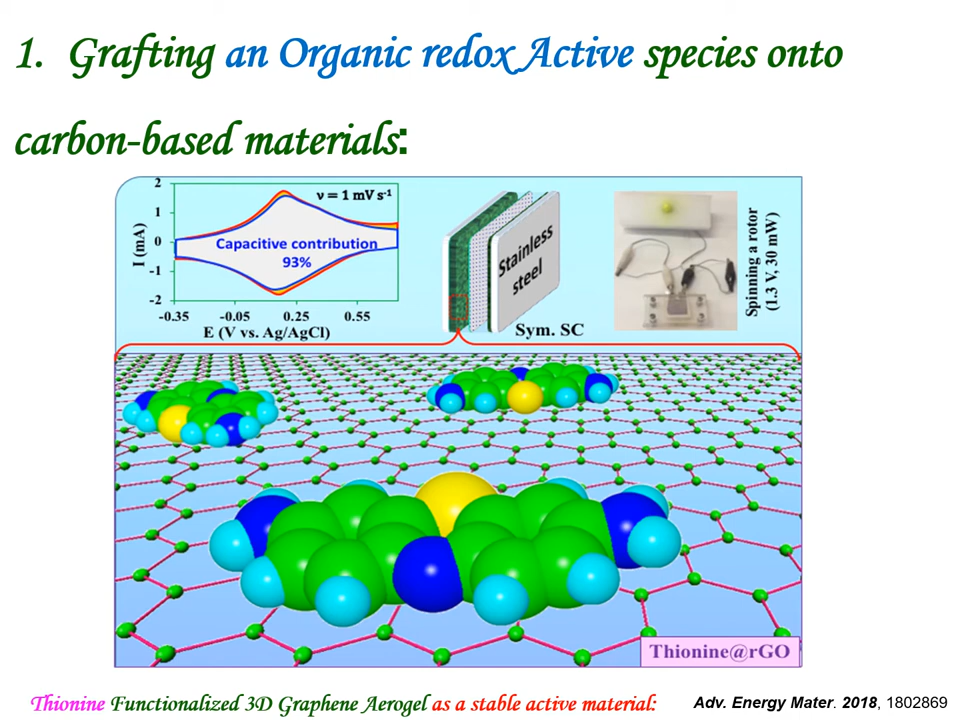 1. Grafting an Organic redox Active species onto
carbon-based materials:
2
1
0
-1
-2
I (mA)
ν = 1 mV s-1
Capacitive contribution
93%
-0.35 -0.05 0.25 0.55
E (V vs. Ag/AgCl)
Stainless
steel
Sym. SC
Spinning a rotor
(1.3 V, 30 mW)
Thionine@rGO
Thionine Functionalized 3D Graphene Aerogel as a stable active material:
Adv. Energy Mater. 2018, 1802869